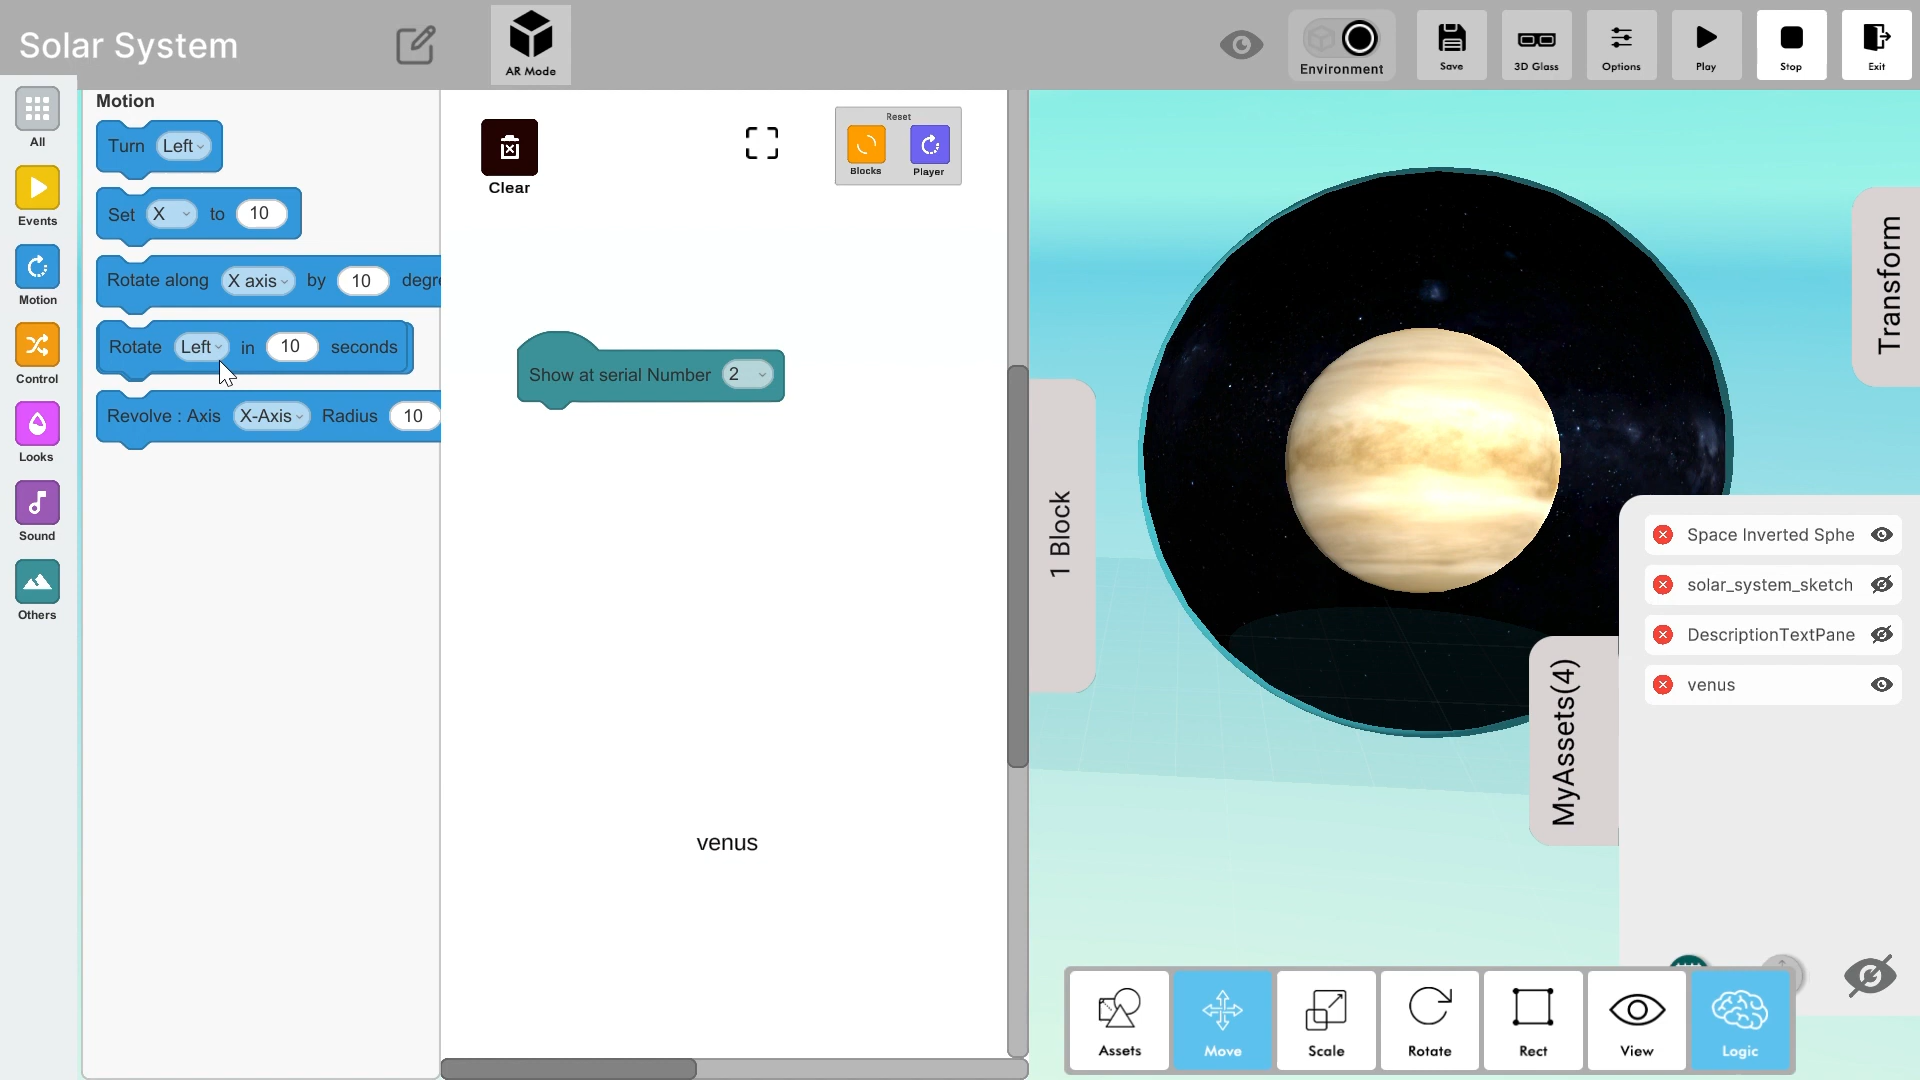 Solar System
AR Mode
Environment
Save
3D Glass
Options
Play
Stop
Exit
All
Events
Motion
Control
Looks
Sound
Others
Motion
Turn Left
Set X to 10
Rotate along X axis by 10 degre
Rotate Left in 10 seconds
Revolve : Axis X-Axis Radius 10
Clear
Reset
Blocks
Player
Show at serial Number 2
venus
1 Block
Transform
MyAssets(4)
Space Inverted Sphe
solar_system_sketch
DescriptionTextPane
venus
Assets
Move
Scale
Rotate
Rect
View
Logic